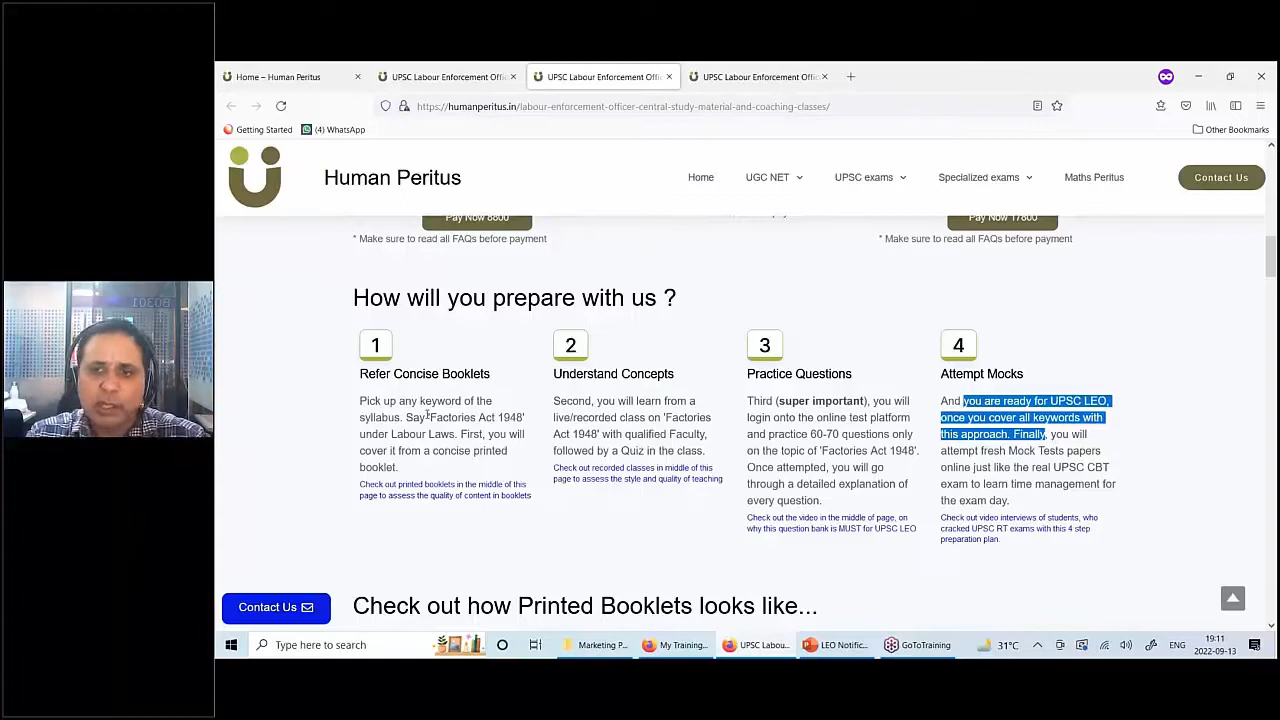 Home – Human Peritus
UPSC Labour Enforcement Offi
UPSC Labour Enforcement Offi
UPSC Labour Enforcement Offi
https://humanperitus.in/labour-enforcement-officer-central-study-material-and-coaching-classes/
Getting Started
(4) WhatsApp
Other Bookmarks
Human Peritus
Home
UGC NET
UPSC exams
Specialized exams
Maths Peritus
Contact Us
Pay Now 8800
Pay Now 17800
* Make sure to read all FAQs before payment
* Make sure to read all FAQs before payment
How will you prepare with us ?
1
Refer Concise Booklets
Pick up any keyword of the
syllabus. Say 'Factories Act 1948'
under Labour Laws. First, you will
cover it from a concise printed
booklet.
Check out printed booklets in the middle of this
page to assess the quality of content in booklets
2
Understand Concepts
Second, you will learn from a
live/recorded class on 'Factories
Act 1948' with qualified Faculty,
followed by a Quiz in the class.
Check out recorded classes in middle of this
page to assess the style and quality of teaching
3
Practice Questions
Third (super important), you will
login onto the online test platform
and practice 60-70 questions only
on the topic of 'Factories Act 1948'.
Once attempted, you will go
through a detailed explanation of
every question.
Check out the video in the middle of page, on
why this question bank is MUST for UPSC LEO
4
Attempt Mocks
And you are ready for UPSC LEO,
once you cover all keywords with
this approach. Finally, you will
attempt fresh Mock Tests papers
online just like the real UPSC CBT
exam to learn time management for
the exam day.
Check out video interviews of students, who
cracked UPSC RT exams with this 4 step
preparation plan.
Contact Us
Check out how Printed Booklets looks like...
Type here to search
Marketing P...
My Training...
UPSC Labou...
LEO Notific...
GoToTraining
31°C
ENG
19:11
2022-09-13